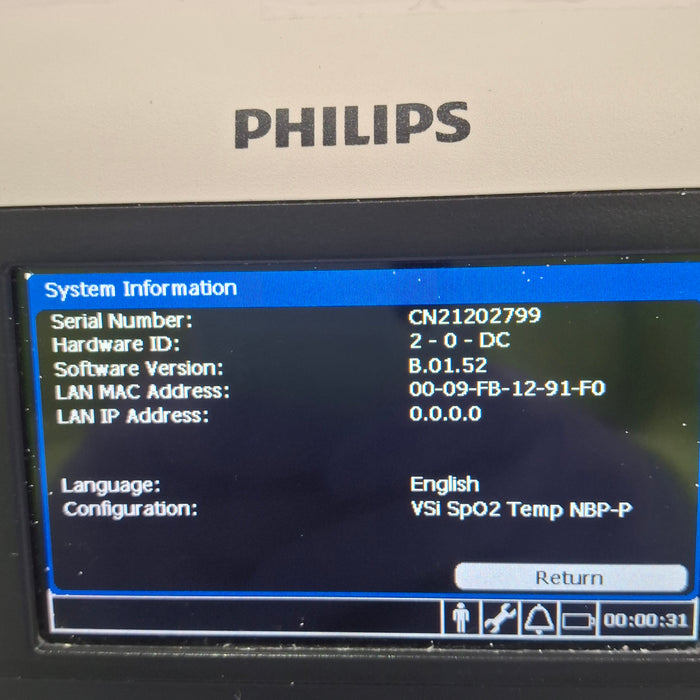 PHILIPS
System Information
Serial Number: CN21202799
Hardware ID: 2 - 0 - DC
Software Version: B.01.52
LAN MAC Address: 00-09-FB-12-91-F0
LAN IP Address: 0.0.0.0
Language: English
Configuration: VSi SpO2 Temp NBP-P
Return
00:00:31